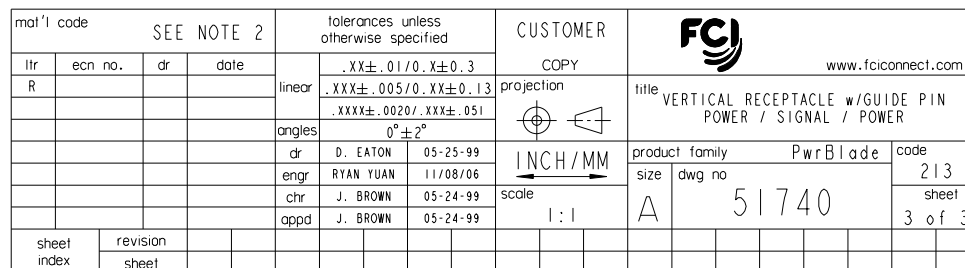 mat'l code SEE NOTE 2
tolerances unless
otherwise specified
CUSTOMER
COPY
FCI
www.fciconnect.com
ltr ecn no. dr date
R
linear
.XX±.01/0.X±0.3
.XXX±.005/0.XX±0.13
.XXXX±.0020/.XXX±.051
angles 0°±2°
projection
title VERTICAL RECEPTACLE w/GUIDE PIN
POWER / SIGNAL / POWER
dr D. EATON 05-25-99
engr RYAN YUAN 11/08/06
chr J. BROWN 05-24-99
appd J. BROWN 05-24-99
INCH/MM
scale
1:1
product family PwrBlade
code
213
size
A
dwg no
51740
sheet
3 of 3
sheet
index
revision
sheet